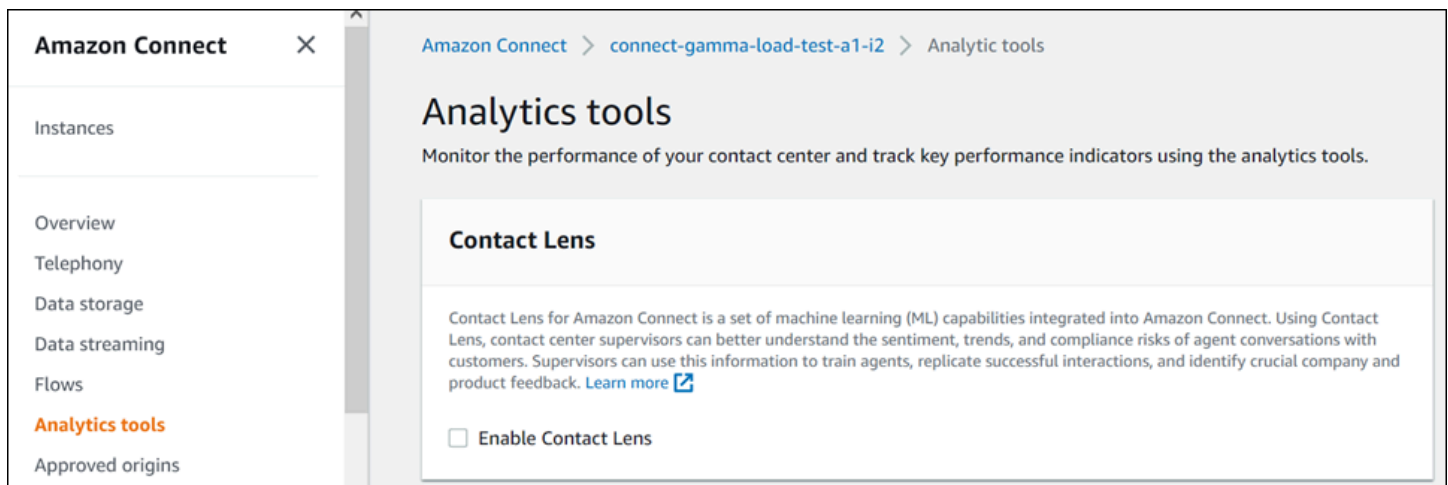 Amazon Connect
Instances
Overview
Telephony
Data storage
Data streaming
Flows
Analytics tools
Approved origins
Amazon Connect > connect-gamma-load-test-a1-i2 > Analytic tools
Analytics tools
Monitor the performance of your contact center and track key performance indicators using the analytics tools.
Contact Lens
Contact Lens for Amazon Connect is a set of machine learning (ML) capabilities integrated into Amazon Connect. Using Contact
Lens, contact center supervisors can better understand the sentiment, trends, and compliance risks of agent conversations with
customers. Supervisors can use this information to train agents, replicate successful interactions, and identify crucial company and
product feedback. Learn more
Enable Contact Lens